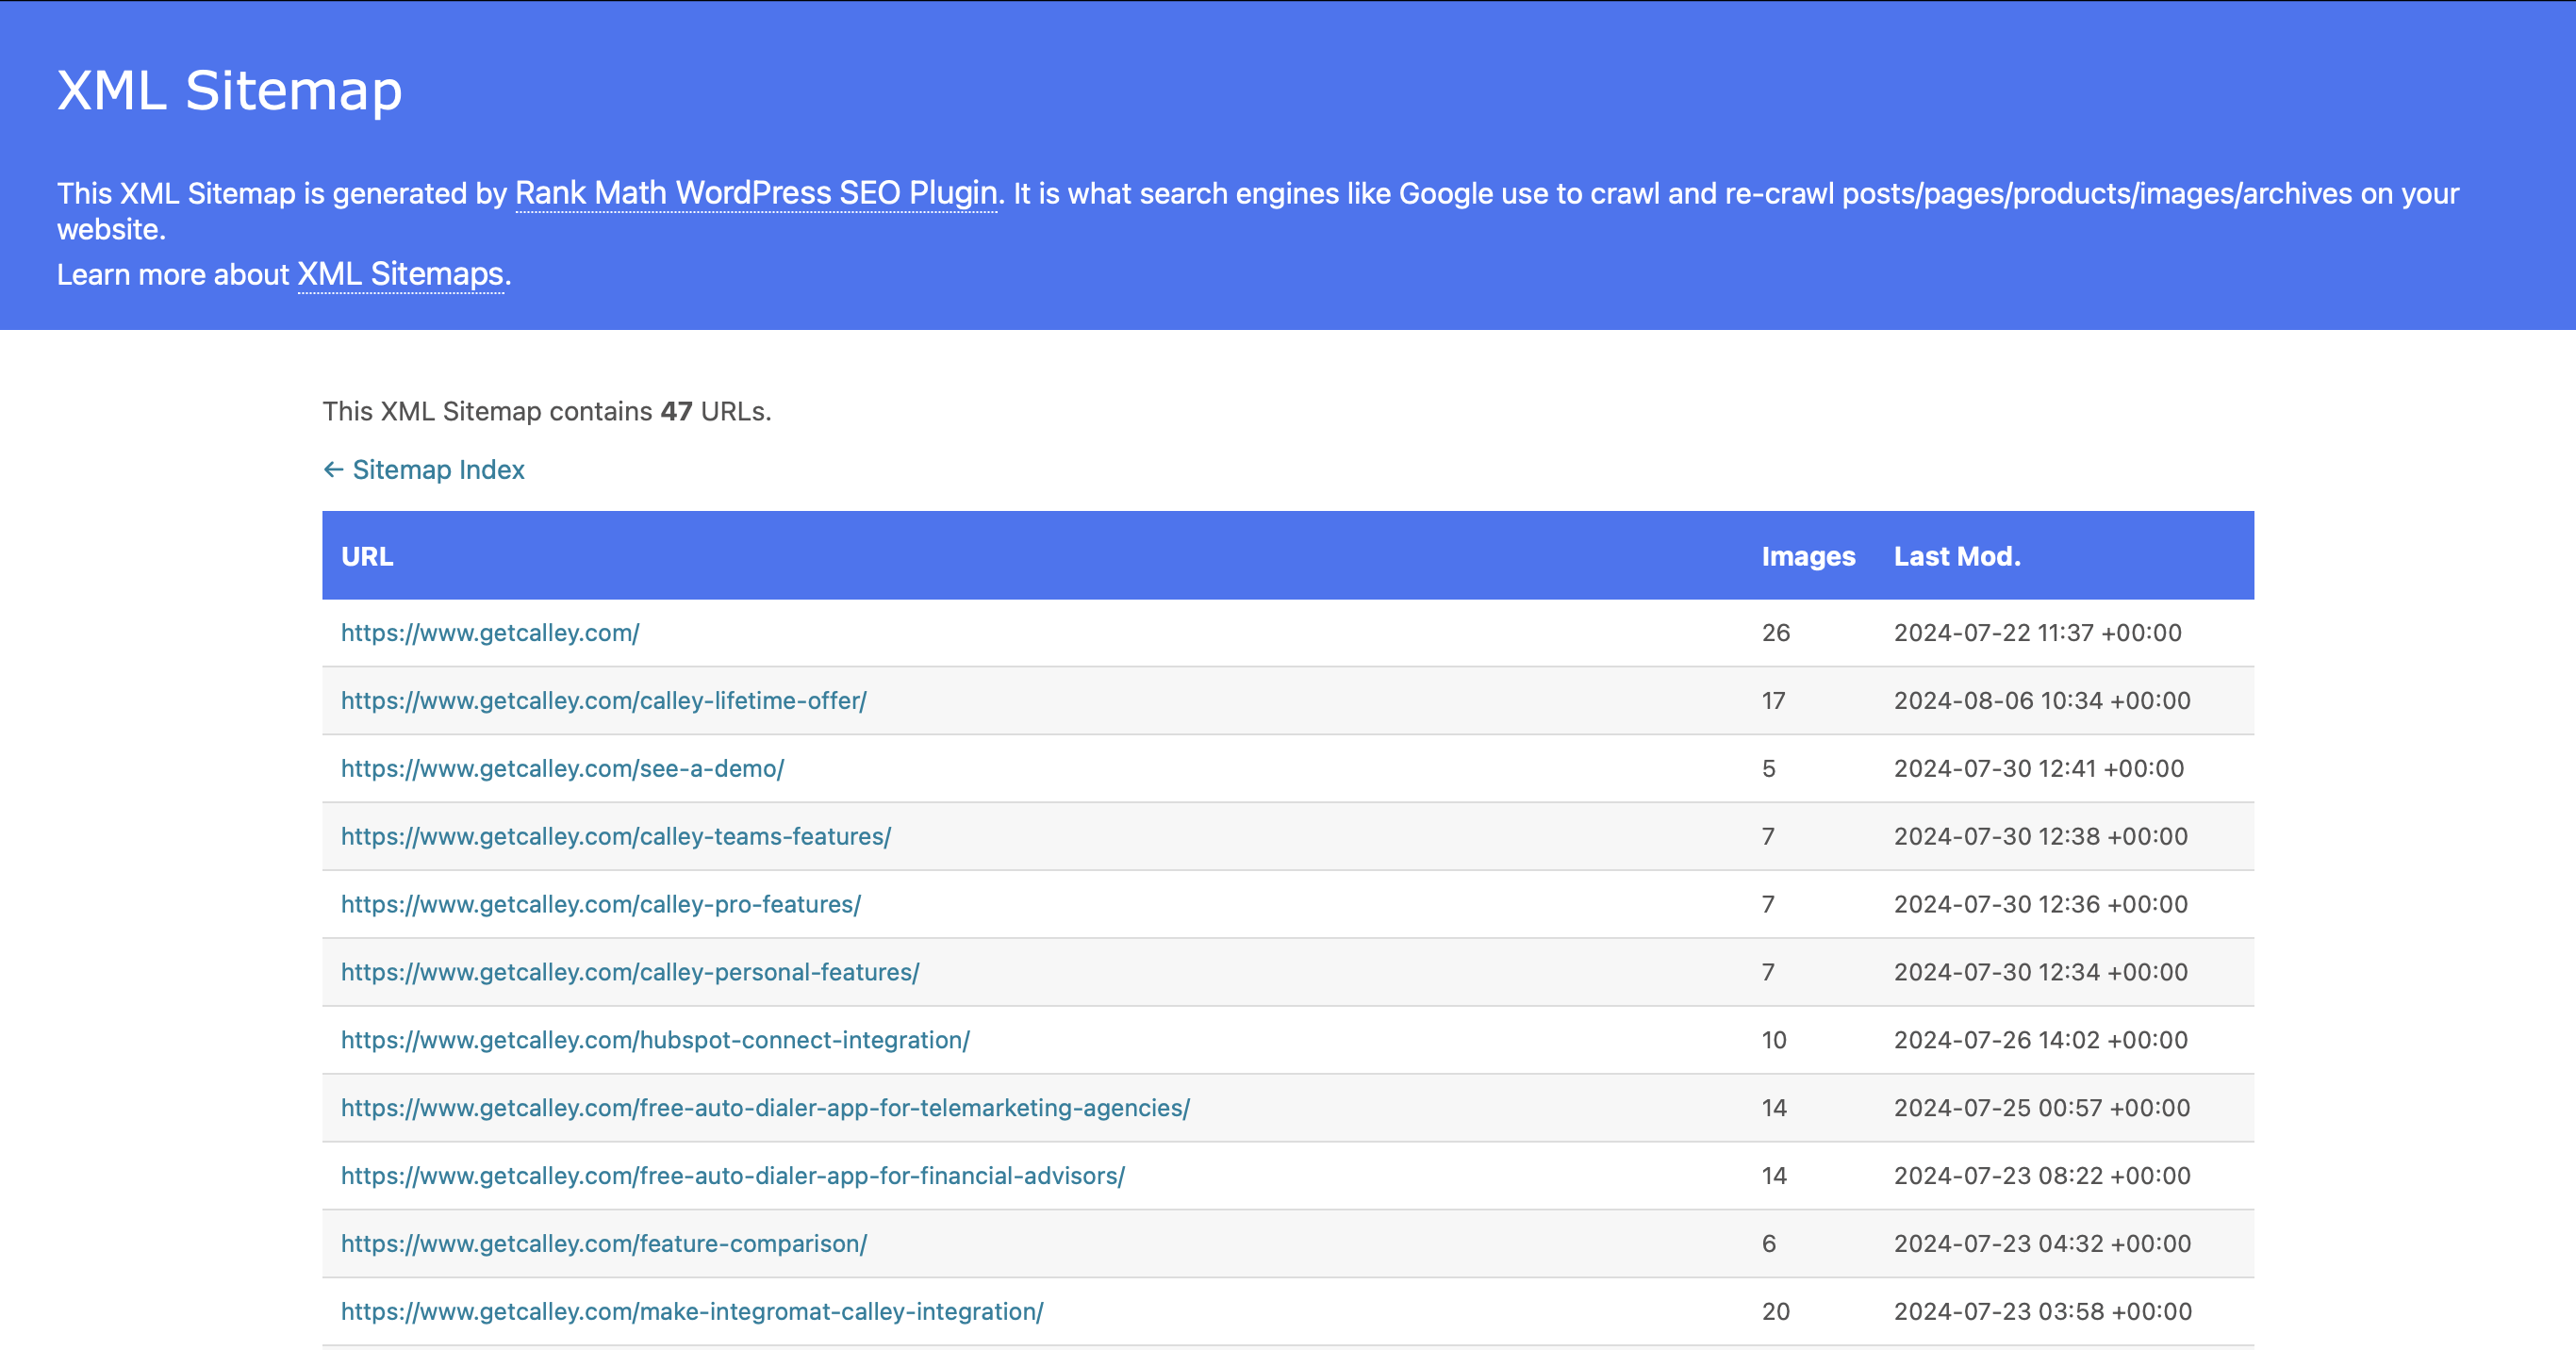 XML Sitemap
This XML Sitemap is generated by Rank Math WordPress SEO Plugin. It is what search engines like Google use to crawl and re-crawl posts/pages/products/images/archives on your
website.
Learn more about XML Sitemaps.
This XML Sitemap contains 47 URLs.
← Sitemap Index
URL Images Last Mod.
https://www.getcalley.com/ 26 2024-07-22 11:37 +00:00
https://www.getcalley.com/calley-lifetime-offer/ 17 2024-08-06 10:34 +00:00
https://www.getcalley.com/see-a-demo/ 5 2024-07-30 12:41 +00:00
https://www.getcalley.com/calley-teams-features/ 7 2024-07-30 12:38 +00:00
https://www.getcalley.com/calley-pro-features/ 7 2024-07-30 12:36 +00:00
https://www.getcalley.com/calley-personal-features/ 7 2024-07-30 12:34 +00:00
https://www.getcalley.com/hubspot-connect-integration/ 10 2024-07-26 14:02 +00:00
https://www.getcalley.com/free-auto-dialer-app-for-telemarketing-agencies/ 14 2024-07-25 00:57 +00:00
https://www.getcalley.com/free-auto-dialer-app-for-financial-advisors/ 14 2024-07-23 08:22 +00:00
https://www.getcalley.com/feature-comparison/ 6 2024-07-23 04:32 +00:00
https://www.getcalley.com/make-integromat-calley-integration/ 20 2024-07-23 03:58 +00:00